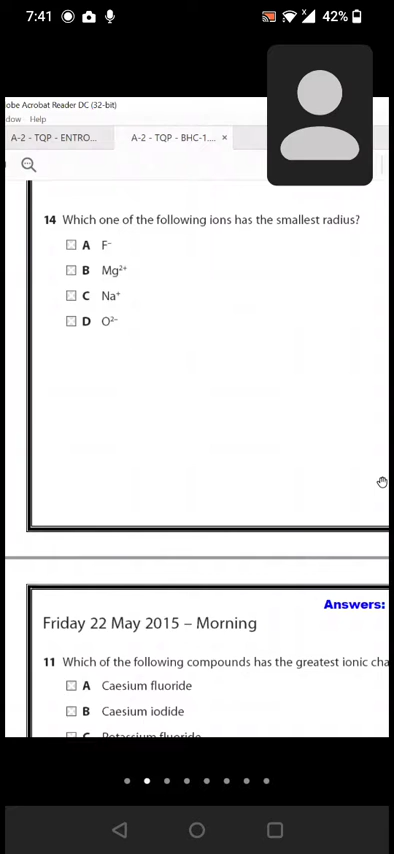 7:41 x 42%
obe Acrobat Reader DC (32-bit)
dow Help
A-2 - TQP - ENTRO... A-2 - TQP - BHC-1.... ×
14 Which one of the following ions has the smallest radius?
A F⁻
B Mg²⁺
C Na⁺
D O²⁻
Answers:
Friday 22 May 2015 – Morning
11 Which of the following compounds has the greatest ionic cha
A Caesium fluoride
B Caesium iodide
C Potassium fluoride